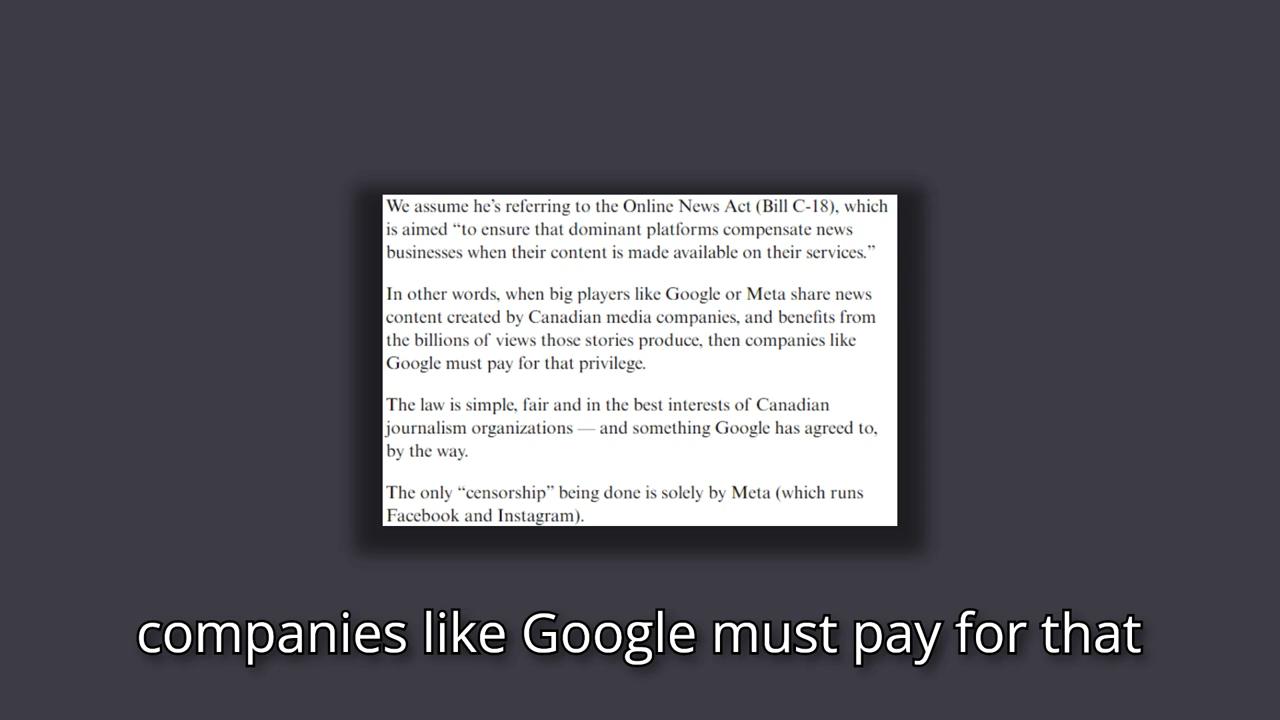 We assume he’s referring to the Online News Act (Bill C-18), which
is aimed “to ensure that dominant platforms compensate news
businesses when their content is made available on their services.”
In other words, when big players like Google or Meta share news
content created by Canadian media companies, and benefits from
the billions of views those stories produce, then companies like
Google must pay for that privilege.
The law is simple, fair and in the best interests of Canadian
journalism organizations — and something Google has agreed to,
by the way.
The only “censorship” being done is solely by Meta (which runs
Facebook and Instagram).
companies like Google must pay for that